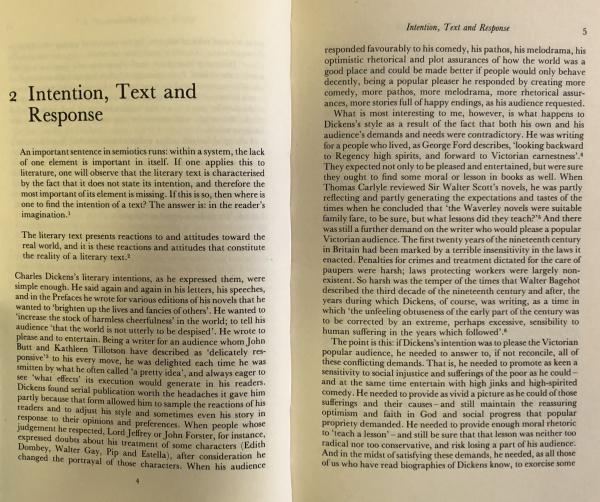 2 Intention, Text and
Response
An important sentence in semiotics runs: within a system, the lack
of one element is important in itself. If one applies this to
literature, one will observe that the literary text is characterised
by the fact that it does not state its intention, and therefore the
most important of its element is missing. If this is so, then where is
one to find the intention of a text? The answer is: in the reader's
imagination.¹
The literary text presents reactions to and attitudes toward the
real world, and it is these reactions and attitudes that constitute
the reality of a literary text.²
Charles Dickens's literary intentions, as he expressed them, were
simple enough. He said again and again in his letters, his speeches,
and in the Prefaces he wrote for various editions of his novels that he
wanted to 'brighten up the lives and fancies of others'. He wanted to
'increase the stock of harmless cheerfulness' in the world; to tell his
audience 'that the world is not utterly to be despised'. He wrote to
please and to entertain. Being a writer for an audience whom John
Butt and Kathleen Tillotson have described as 'delicately res-
ponsive'³ to his every move, he was delighted each time he was
smitten by what he often called 'a pretty idea', and always eager to
see 'what effects' its execution would generate in his readers.
Dickens found serial publication worth the headaches it gave him
partly because that form allowed him to sample the reactions of his
readers and to adjust his style and sometimes even his story in
response to their opinions and preferences. When people whose
judgement he respected, Lord Jeffrey or John Forster, for instance,
expressed doubts about his treatment of some characters (Edith
Dombey, Walter Gay, Pip and Estella), after consideration he
changed the portrayal of those characters. When his audience
4
Intention, Text and Response
5
responded favourably to his comedy, his pathos, his melodrama, his
optimistic rhetorical and plot assurances of how the world was a
good place and could be made better if people would only behave
decently, being a popular pleaser he responded by creating more
comedy, more pathos, more melodrama, more rhetorical assur-
ances, more stories full of happy endings, as his audience requested.
What is most interesting to me, however, is what happens to
Dickens's style as a result of the fact that both his own and his
audience's demands and needs were contradictory. He was writing
for a people who lived, as George Ford describes, 'looking backward
to Regency high spirits, and forward to Victorian earnestness'.⁴
They expected not only to be pleased and entertained, but were sure
they ought to find some moral or lesson in books as well. When
Thomas Carlyle reviewed Sir Walter Scott's novels, he was partly
reflecting and partly generating the expectations and tastes of the
times when he concluded that 'the Waverley novels were suitable
family fare, to be sure, but what lessons did they teach?'⁵ And there
was still a further demand on the writer who would please a popular
Victorian audience. The first twenty years of the nineteenth century
in Britain had been marked by a terrible insensitivity in the laws it
enacted. Penalties for crimes and treatment dictated for the care of
paupers were harsh; laws protecting workers were largely non-
existent. So harsh was the temper of the times that Walter Bagehot
described the third decade of the nineteenth century and after, the
years during which Dickens, of course, was writing, as a time in
which 'the unfeeling obtuseness of the early part of the century was
to be corrected by an extreme, perhaps excessive, sensibility to
human suffering in the years which followed'.⁶
The point is this: if Dickens's intention was to please the Victorian
popular audience, he needed to answer to, if not reconcile, all of
these conflicting demands. That is, he needed to promote as keen a
sensitivity to social injustice and sufferings of the poor as he could –
and at the same time entertain with high jinks and high-spirited
comedy. He needed to provide as vivid a picture as he could of those
sufferings and their causes – and still maintain the reassuring
optimism and faith in God and social progress that popular
propriety demanded. He needed to provide enough moral rhetoric
to 'teach a lesson' – and still be sure that that lesson was neither too
radical nor too conservative, and risk losing a part of his audience.
And in the midst of satisfying these demands, he needed, as all those
of us who have read biographies of Dickens know, to exorcise some